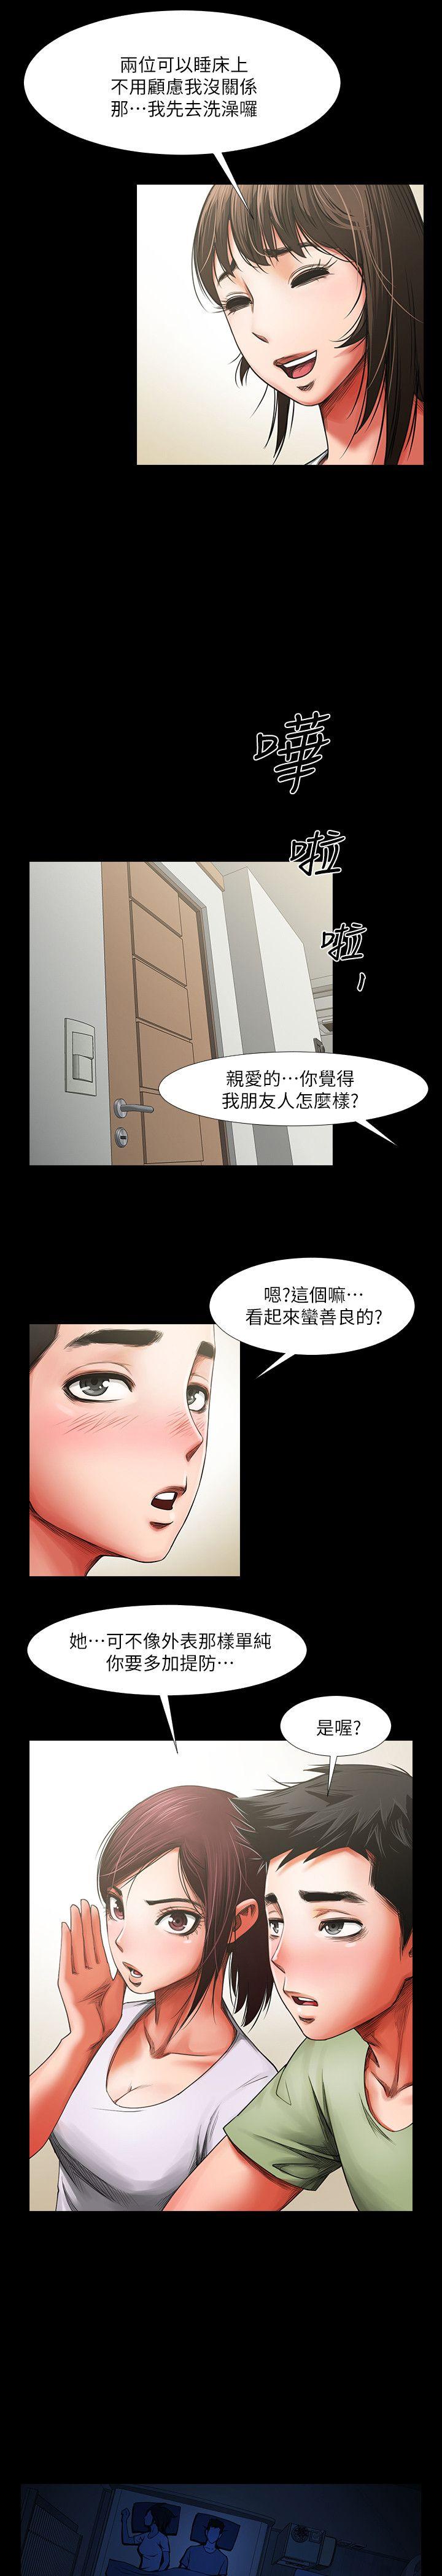 兩位可以睡床上
不用顧慮我沒關係
那…我先去洗澡囉
嘩
啦
啦
，
親愛的…你覺得
我朋友人怎麼樣?
嗯?這個嘛…
看起來蠻善良的?
她…可不像外表那樣單純
你要多加提防…
是喔?